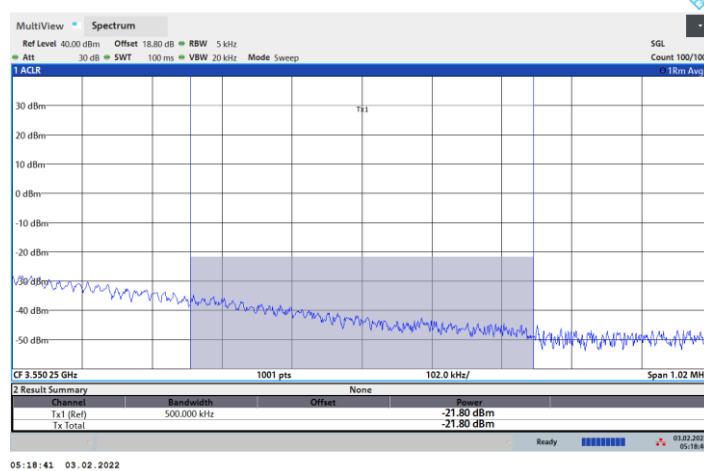 MultiView Spectrum
Ref Level 40.00 dBm Offset 18.80 dB RBW 5 kHz SGL
Att 30 dB SWT 100 ms VBW 20 kHz Mode Sweep Count 100/100
1 ACLR 1Rm Avg
30 dBm
Tx1
20 dBm
10 dBm
0 dBm
-10 dBm
-20 dBm
-30 dBm
-40 dBm
-50 dBm
CF 3.550 25 GHz 1001 pts 102.0 kHz/ Span 1.02 MH
2 Result Summary None
Channel Bandwidth Offset Power
Tx1 (Ref) 500.000 kHz -21.80 dBm
Tx Total -21.80 dBm
Ready 03.02.202
05:18:4
05:18:41 03.02.2022